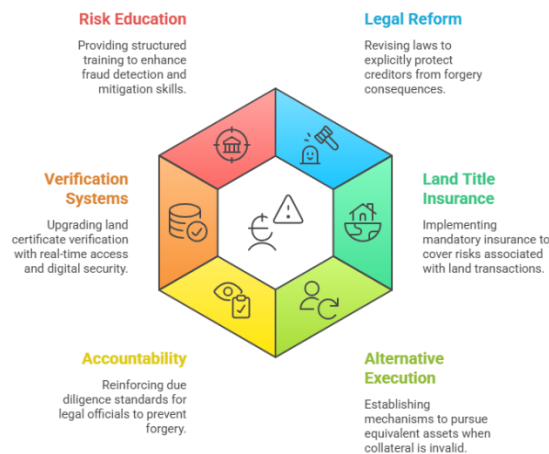 Risk Education
Providing structured
training to enhance
fraud detection and
mitigation skills.
Legal Reform
Revising laws to
explicitly protect
creditors from forgery
consequences.
Verification
Systems
Upgrading land
certificate verification
with real-time access
and digital security.
Land Title
Insurance
Implementing
mandatory insurance to
cover risks associated
with land transactions.
Accountability
Reinforcing due
diligence standards for
legal officials to prevent
forgery.
Alternative
Execution
Establishing
mechanisms to pursue
equivalent assets when
collateral is invalid.